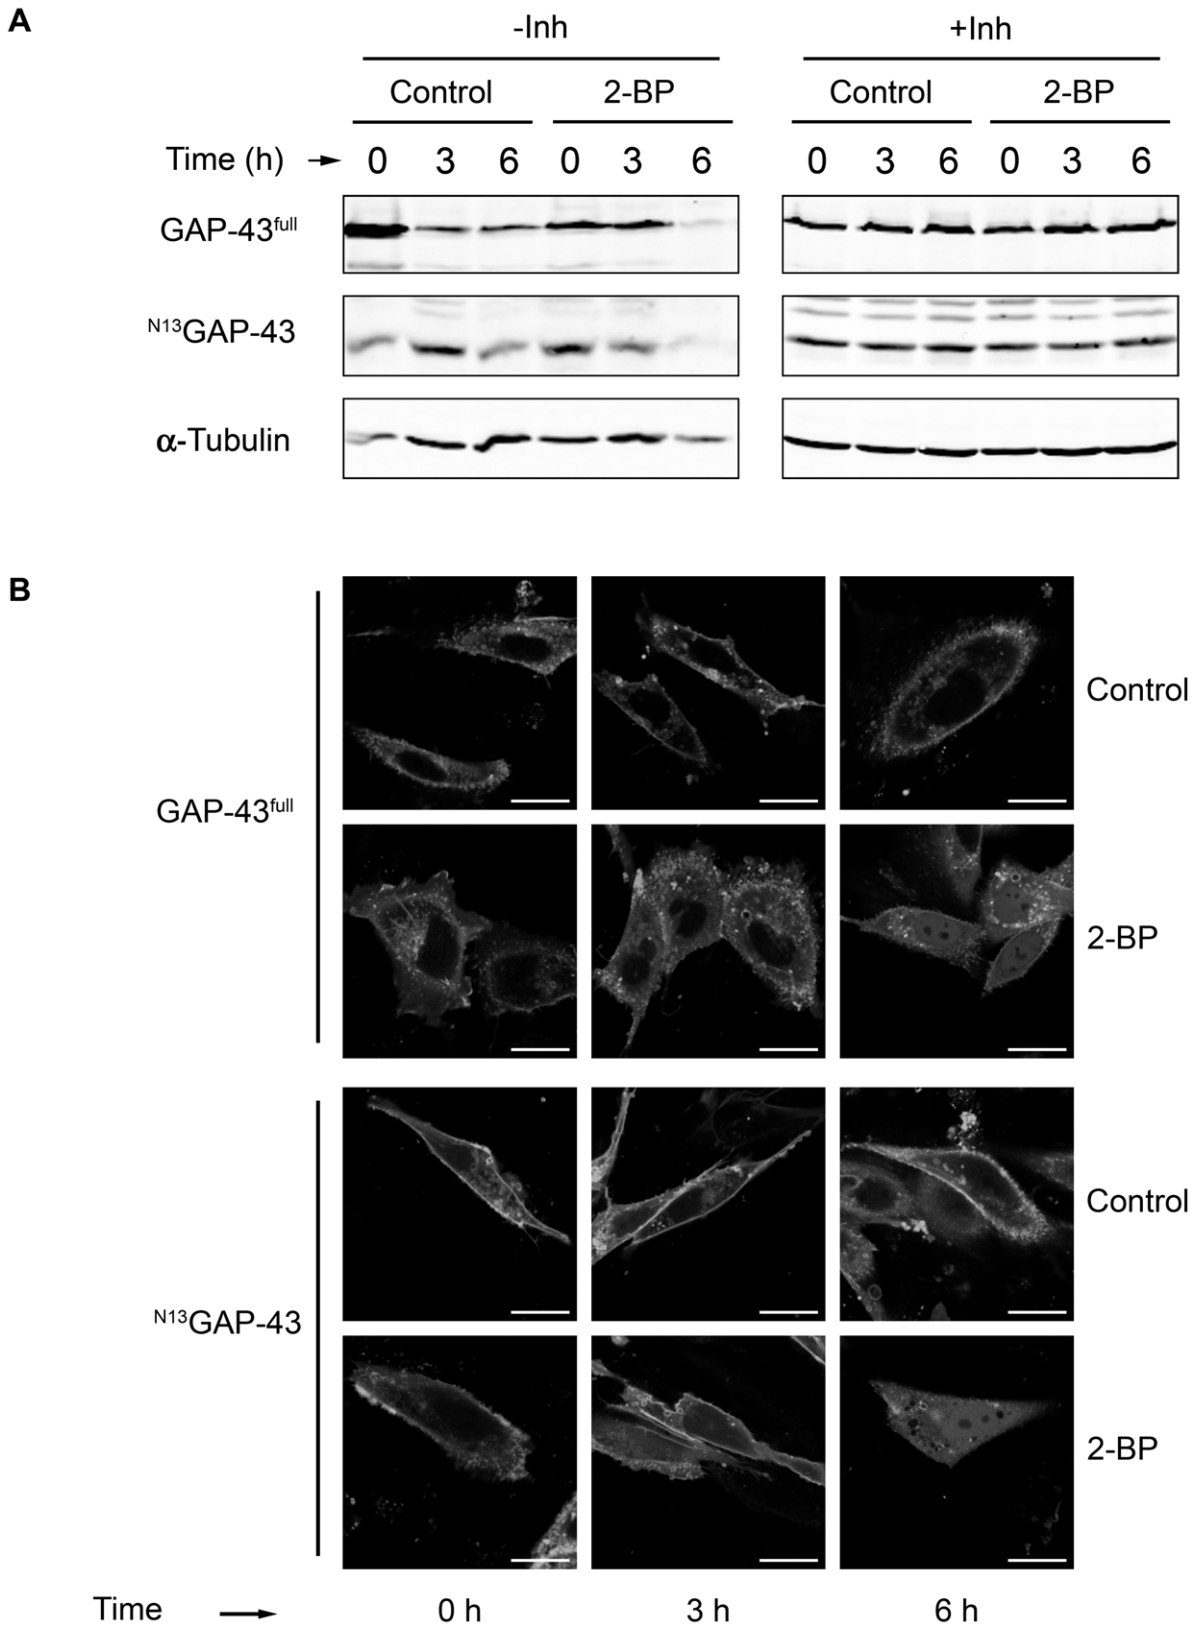 A
-Inh +Inh
Control 2-BP Control 2-BP
Time (h) → 0 3 6 0 3 6 0 3 6 0 3 6
GAP-43full
N13GAP-43
α-Tubulin
B
Control
GAP-43full
2-BP
Control
N13GAP-43
2-BP
Time → 0 h 3 h 6 h